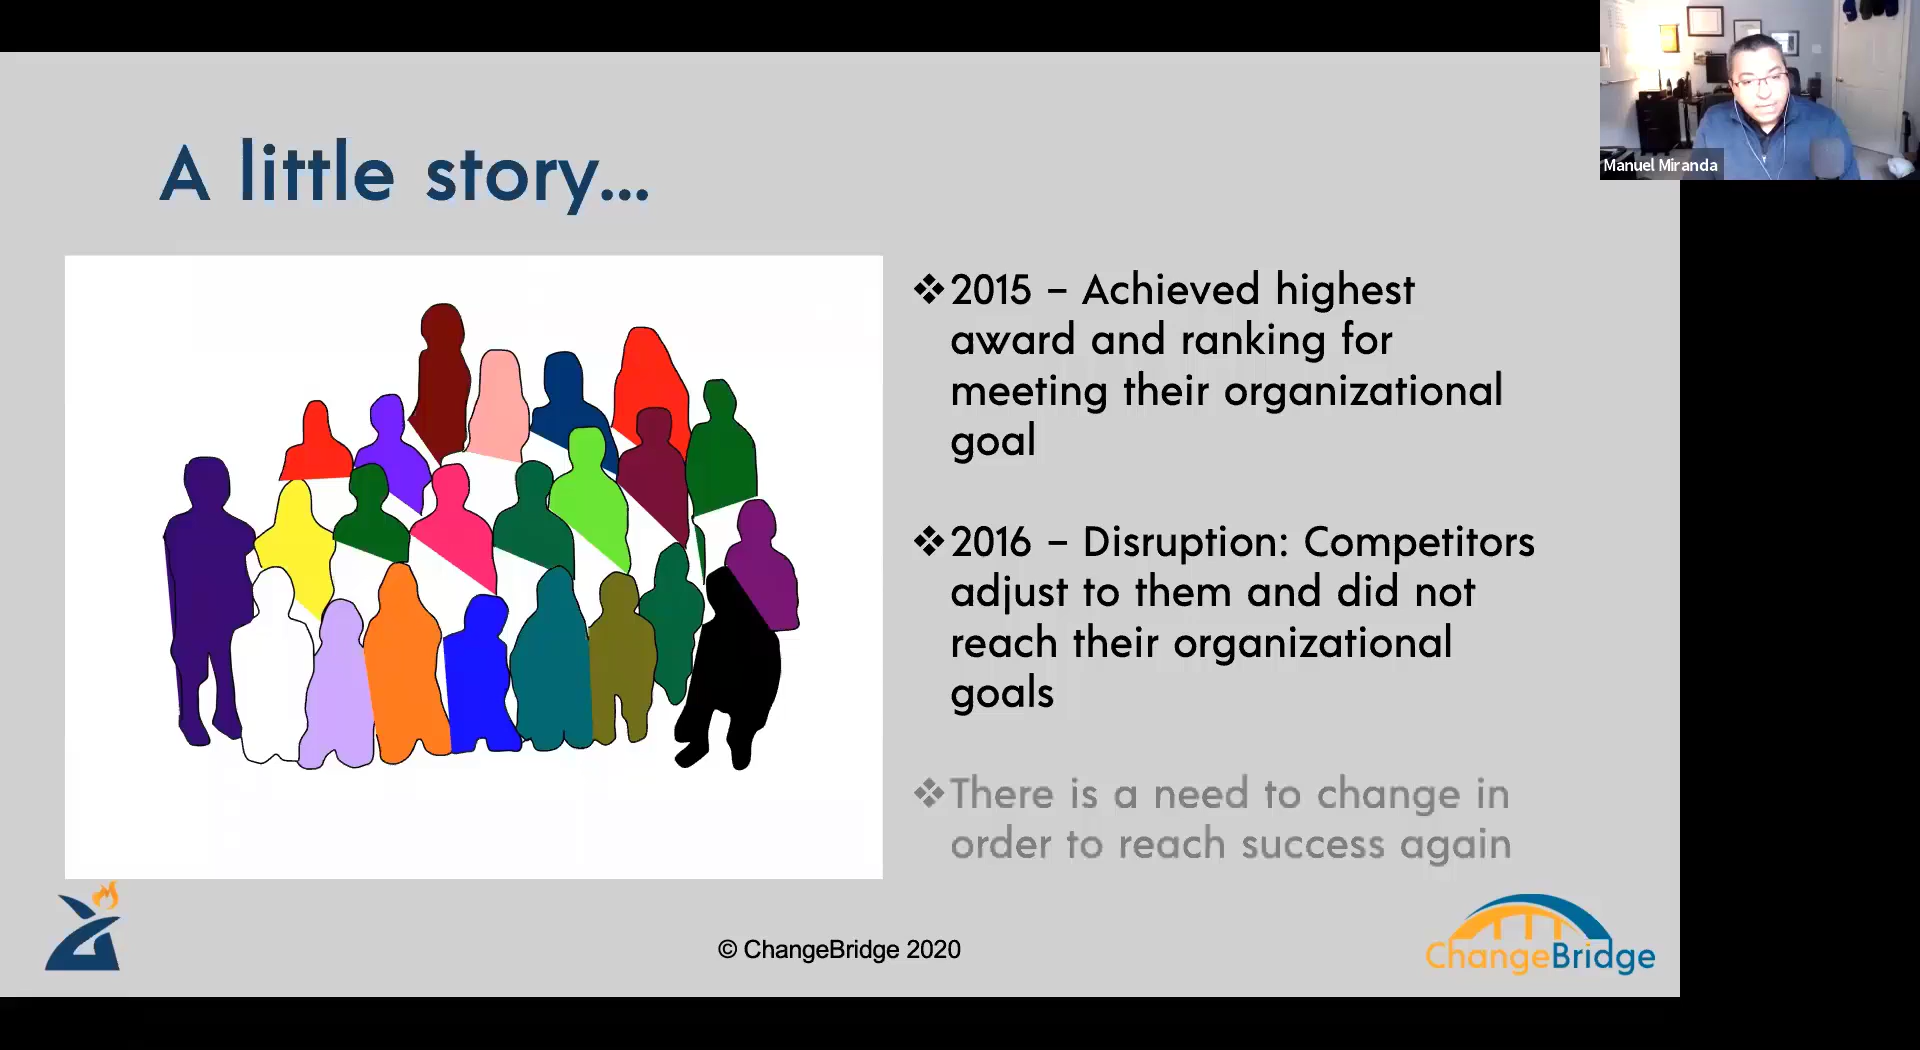 Manuel Miranda
A little story...
❖2015 – Achieved highest
award and ranking for
meeting their organizational
goal
❖2016 – Disruption: Competitors
adjust to them and did not
reach their organizational
goals
❖There is a need to change in
order to reach success again
© ChangeBridge 2020
ChangeBridge